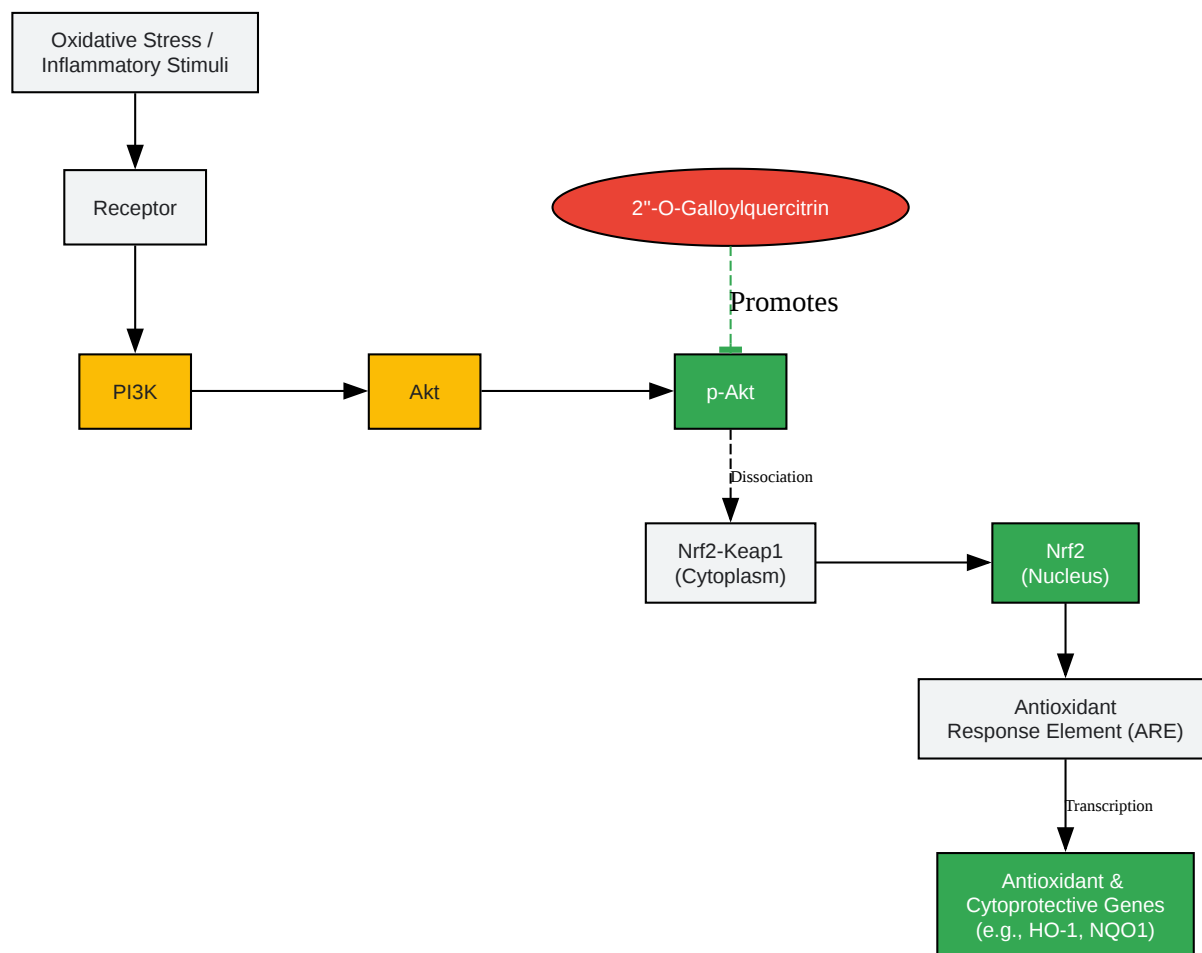 Oxidative Stress /
Inflammatory Stimuli
Receptor
2"-O-Galloylquercitrin
Promotes
PI3K
Akt
p-Akt
Dissociation
Nrf2-Keap1
(Cytoplasm)
Nrf2
(Nucleus)
Antioxidant
Response Element (ARE)
Transcription
Antioxidant &
Cytoprotective Genes
(e.g., HO-1, NQO1)